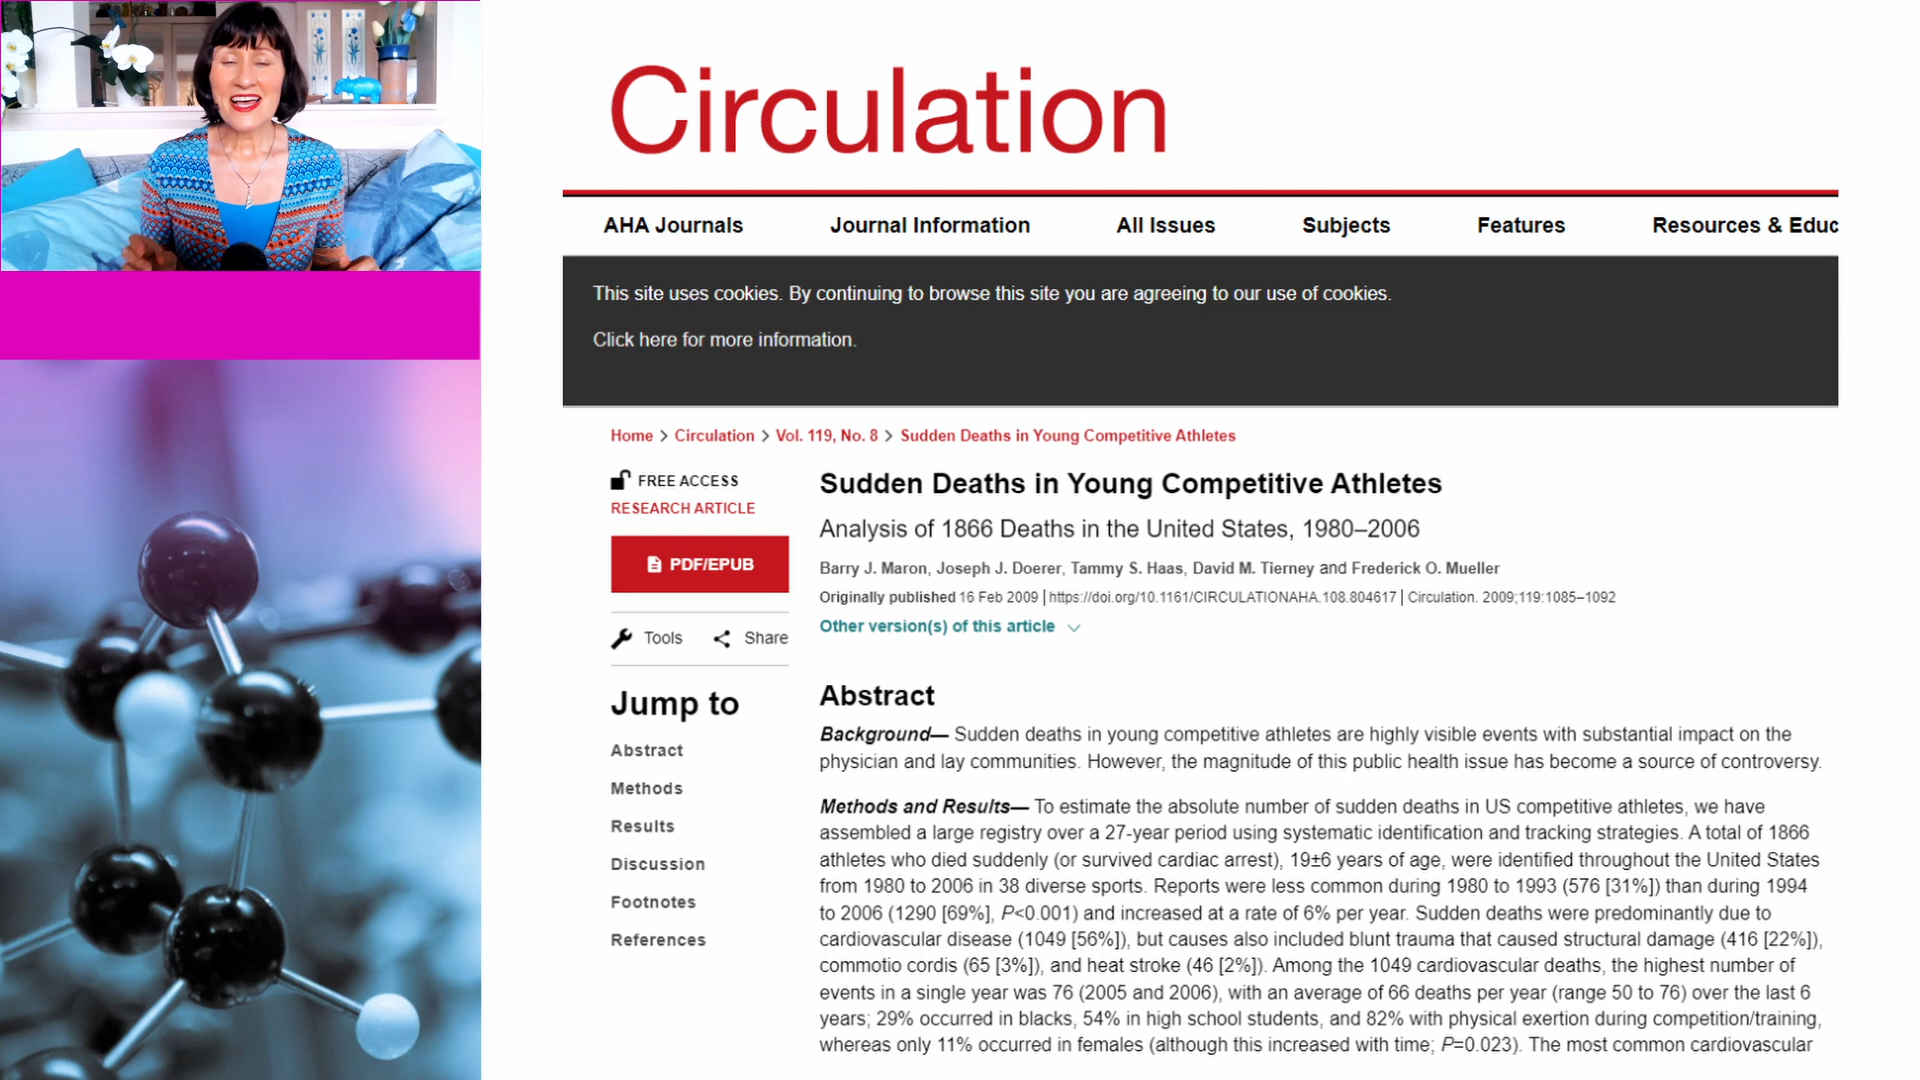 Circulation
AHA Journals Journal Information All Issues Subjects Features Resources & Educ
This site uses cookies. By continuing to browse this site you are agreeing to our use of cookies.
Click here for more information.
Home > Circulation > Vol. 119, No. 8 > Sudden Deaths in Young Competitive Athletes
FREE ACCESS
RESEARCH ARTICLE
PDF/EPUB
Tools Share
Jump to
Abstract
Methods
Results
Discussion
Footnotes
References
Sudden Deaths in Young Competitive Athletes
Analysis of 1866 Deaths in the United States, 1980–2006
Barry J. Maron, Joseph J. Doerer, Tammy S. Haas, David M. Tierney and Frederick O. Mueller
Originally published 16 Feb 2009 | https://doi.org/10.1161/CIRCULATIONAHA.108.804617 | Circulation. 2009;119:1085–1092
Other version(s) of this article
Abstract
Background— Sudden deaths in young competitive athletes are highly visible events with substantial impact on the
physician and lay communities. However, the magnitude of this public health issue has become a source of controversy.
Methods and Results— To estimate the absolute number of sudden deaths in US competitive athletes, we have
assembled a large registry over a 27-year period using systematic identification and tracking strategies. A total of 1866
athletes who died suddenly (or survived cardiac arrest), 19±6 years of age, were identified throughout the United States
from 1980 to 2006 in 38 diverse sports. Reports were less common during 1980 to 1993 (576 [31%]) than during 1994
to 2006 (1290 [69%], P<0.001) and increased at a rate of 6% per year. Sudden deaths were predominantly due to
cardiovascular disease (1049 [56%]), but causes also included blunt trauma that caused structural damage (416 [22%]),
commotio cordis (65 [3%]), and heat stroke (46 [2%]). Among the 1049 cardiovascular deaths, the highest number of
events in a single year was 76 (2005 and 2006), with an average of 66 deaths per year (range 50 to 76) over the last 6
years; 29% occurred in blacks, 54% in high school students, and 82% with physical exertion during competition/training,
whereas only 11% occurred in females (although this increased with time; P=0.023). The most common cardiovascular